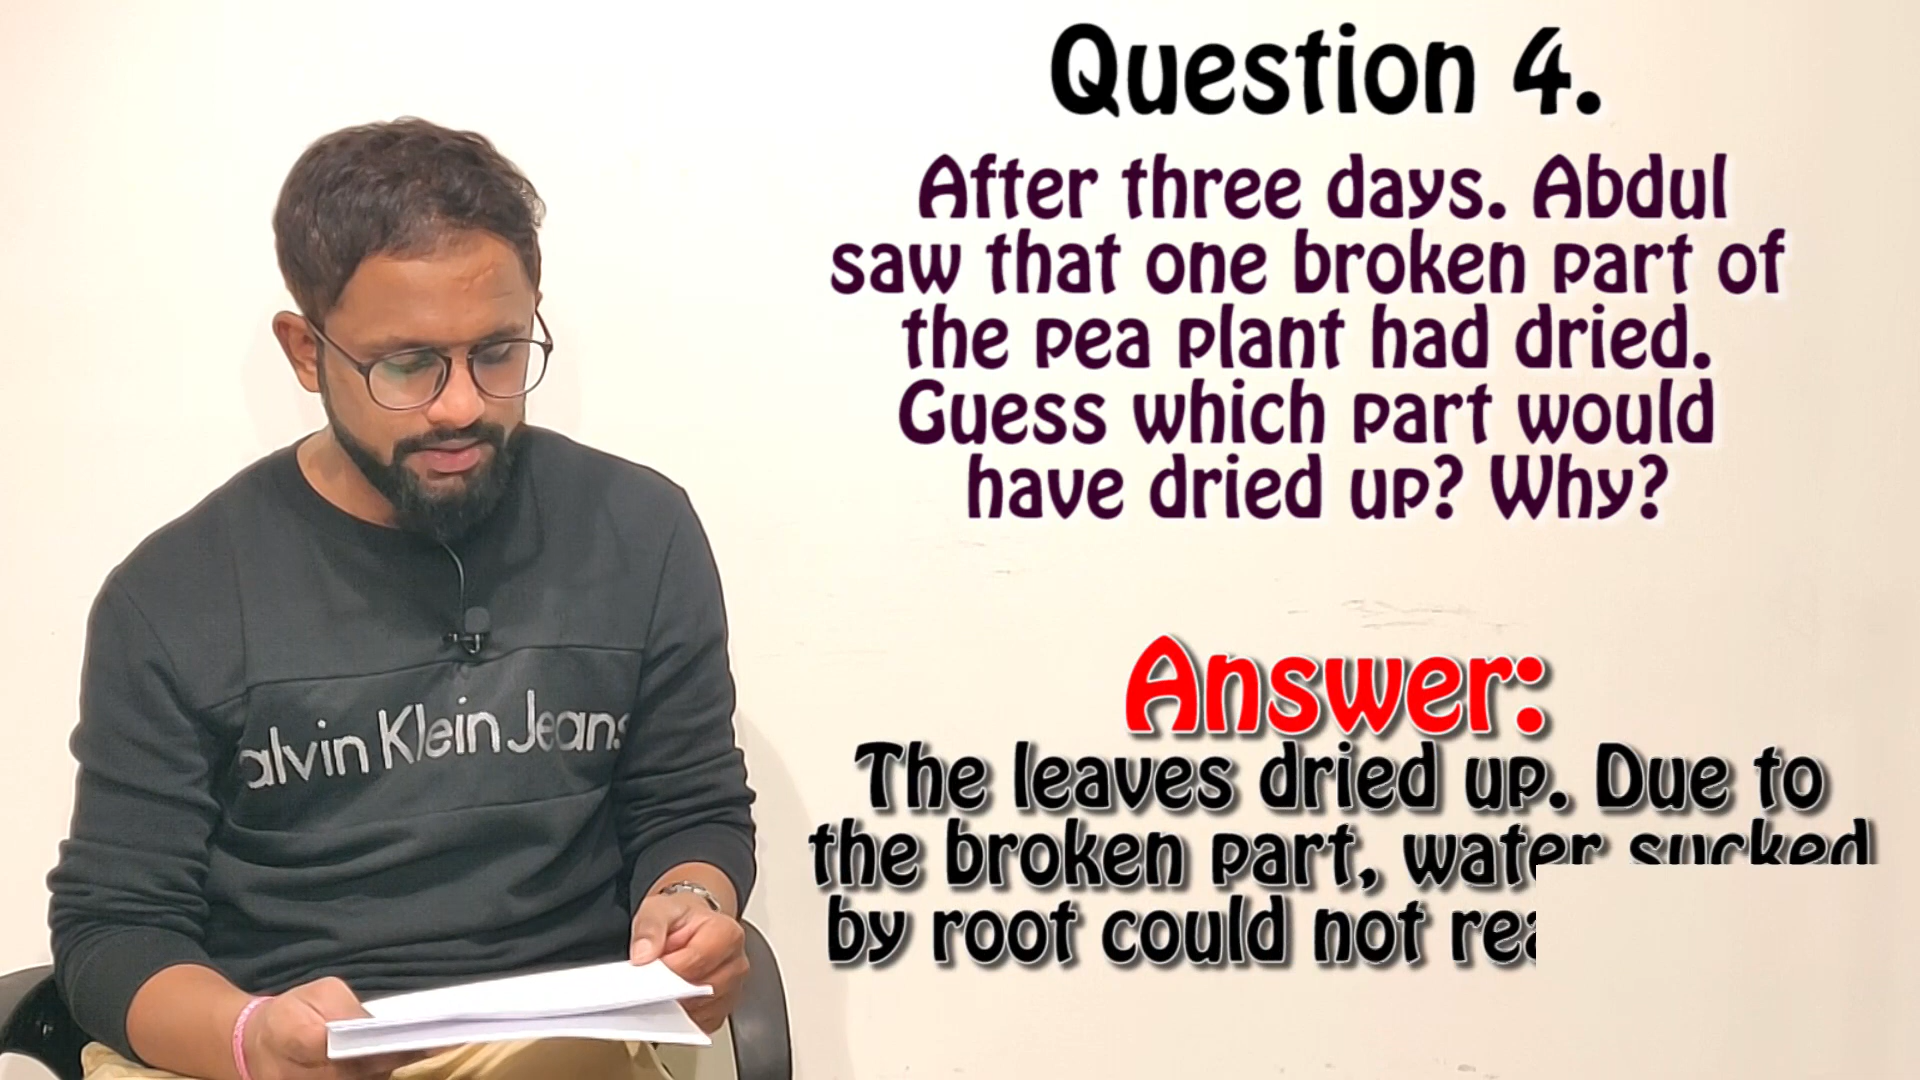 Question 4.
After three days. Abdul
saw that one broken part of
the pea plant had dried.
Guess which part would
have dried up? Why?
Answer:
The leaves dried up. Due to
the broken part, water sucked
by root could not
alvin Klein Jeans